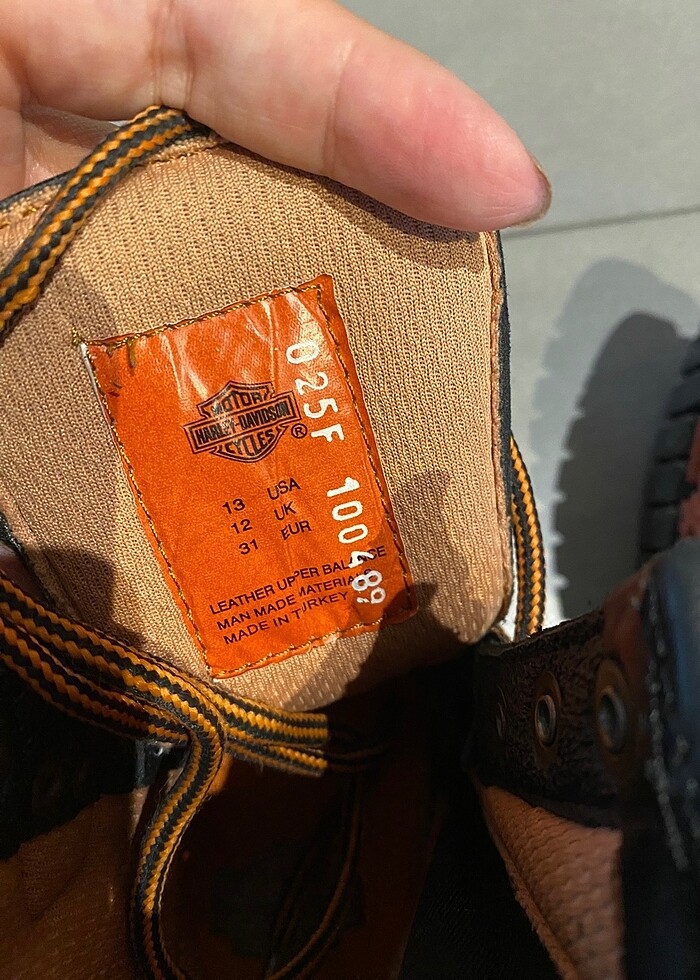 MOTOR
HARLEY-DAVIDSON
CYCLES
®
13 USA
12 UK
31 EUR
LEATHER UPPER BALANCE
MAN MADE MATERIALS
MADE IN TURKEY
025F 100489